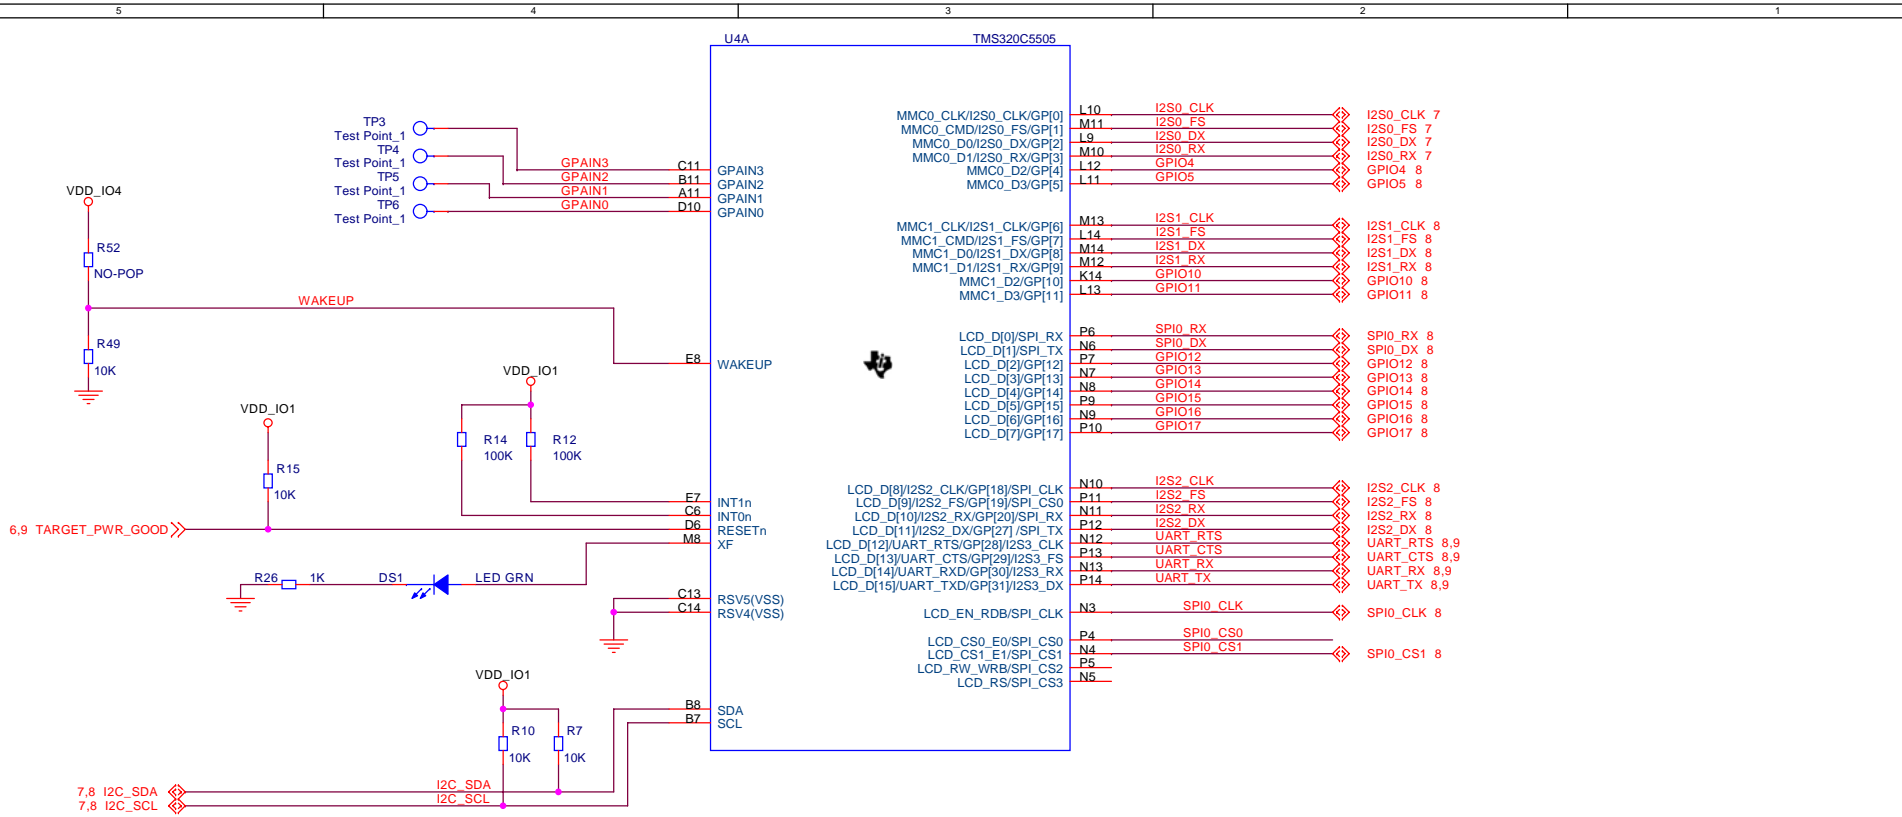 5 4 3 2 1
U4A TMS320C5505
TP3
Test Point_1
TP4
Test Point_1
TP5
Test Point_1
TP6
Test Point_1
GPAIN3 C11 GPAIN3
GPAIN2 B11 GPAIN2
GPAIN1 A11 GPAIN1
GPAIN0 D10 GPAIN0
VDD_IO4
R52
NO-POP
WAKEUP
R49
10K
E8 WAKEUP
VDD_IO1
R14 R12
100K 100K
VDD_IO1
R15
10K
E7 INT1n
C6 INT0n
6,9 TARGET_PWR_GOOD D6 RESETn
M8 XF
R26 1K DS1 LED GRN
C13 RSV5(VSS)
C14 RSV4(VSS)
VDD_IO1
R10 R7
10K 10K
B8 SDA
B7 SCL
7,8 I2C_SDA I2C_SDA
7,8 I2C_SCL I2C_SCL
MMC0_CLK/I2S0_CLK/GP[0] L10 I2S0_CLK I2S0_CLK 7
MMC0_CMD/I2S0_FS/GP[1] M11 I2S0_FS I2S0_FS 7
MMC0_D0/I2S0_DX/GP[2] L9 I2S0_DX I2S0_DX 7
MMC0_D1/I2S0_RX/GP[3] M10 I2S0_RX I2S0_RX 7
MMC0_D2/GP[4] L12 GPIO4 GPIO4 8
MMC0_D3/GP[5] L11 GPIO5 GPIO5 8
MMC1_CLK/I2S1_CLK/GP[6] M13 I2S1_CLK I2S1_CLK 8
MMC1_CMD/I2S1_FS/GP[7] L14 I2S1_FS I2S1_FS 8
MMC1_D0/I2S1_DX/GP[8] M14 I2S1_DX I2S1_DX 8
MMC1_D1/I2S1_RX/GP[9] M12 I2S1_RX I2S1_RX 8
MMC1_D2/GP[10] K14 GPIO10 GPIO10 8
MMC1_D3/GP[11] L13 GPIO11 GPIO11 8
LCD_D[0]/SPI_RX P6 SPI0_RX SPI0_RX 8
LCD_D[1]/SPI_TX N6 SPI0_DX SPI0_DX 8
LCD_D[2]/GP[12] P7 GPIO12 GPIO12 8
LCD_D[3]/GP[13] N7 GPIO13 GPIO13 8
LCD_D[4]/GP[14] N8 GPIO14 GPIO14 8
LCD_D[5]/GP[15] P9 GPIO15 GPIO15 8
LCD_D[6]/GP[16] N9 GPIO16 GPIO16 8
LCD_D[7]/GP[17] P10 GPIO17 GPIO17 8
LCD_D[8]/I2S2_CLK/GP[18]/SPI_CLK N10 I2S2_CLK I2S2_CLK 8
LCD_D[9]/I2S2_FS/GP[19]/SPI_CS0 P11 I2S2_FS I2S2_FS 8
LCD_D[10]/I2S2_RX/GP[20]/SPI_RX N11 I2S2_RX I2S2_RX 8
LCD_D[11]/I2S2_DX/GP[27] /SPI_TX P12 I2S2_DX I2S2_DX 8
LCD_D[12]/UART_RTS/GP[28]/I2S3_CLK N12 UART_RTS UART_RTS 8,9
LCD_D[13]/UART_CTS/GP[29]/I2S3_FS P13 UART_CTS UART_CTS 8,9
LCD_D[14]/UART_RXD/GP[30]/I2S3_RX N13 UART_RX UART_RX 8,9
LCD_D[15]/UART_TXD/GP[31]/I2S3_DX P14 UART_TX UART_TX 8,9
LCD_EN_RDB/SPI_CLK N3 SPI0_CLK SPI0_CLK 8
LCD_CS0_E0/SPI_CS0 P4 SPI0_CS0
LCD_CS1_E1/SPI_CS1 N4 SPI0_CS1 SPI0_CS1 8
LCD_RW_WRB/SPI_CS2 P5
LCD_RS/SPI_CS3 N5